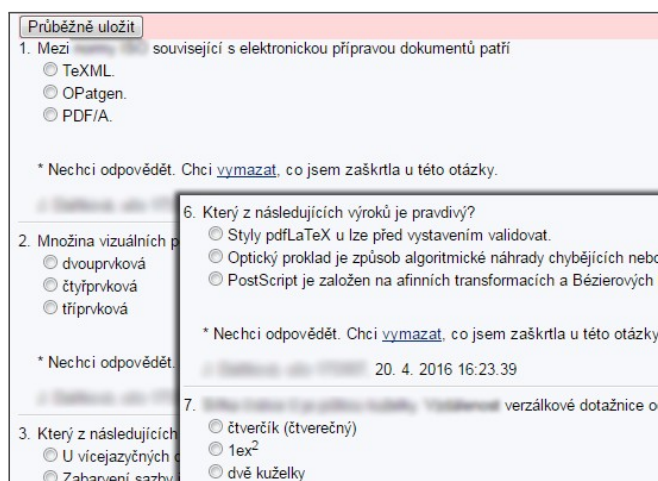 Průběžně uložit
1. Mezi související s elektronickou přípravou dokumentů patří
TeXML.
OPatgen.
PDF/A.
* Nechci odpovědět. Chci vymazat, co jsem zaškrtla u této otázky.
2. Množina vizuálních p
dvouprvková
čtyřprvková
tříprvková
* Nechci odpovědět.
3. Který z následujících
U vícejazyčných
Zabarvení sazby
6. Který z následujících výroků je pravdivý?
Styly pdfLaTeX u lze před vystavením validovat.
Optický proklad je způsob algoritmické náhrady chybějících nebo
PostScript je založen na afinních transformacích a Bézierových
* Nechci odpovědět. Chci vymazat, co jsem zaškrtla u této otázky
20. 4. 2016 16:23.39
7. verzálkové dotažnice o
čtverčík (čtverečný)
1ex²
dvě kuželky